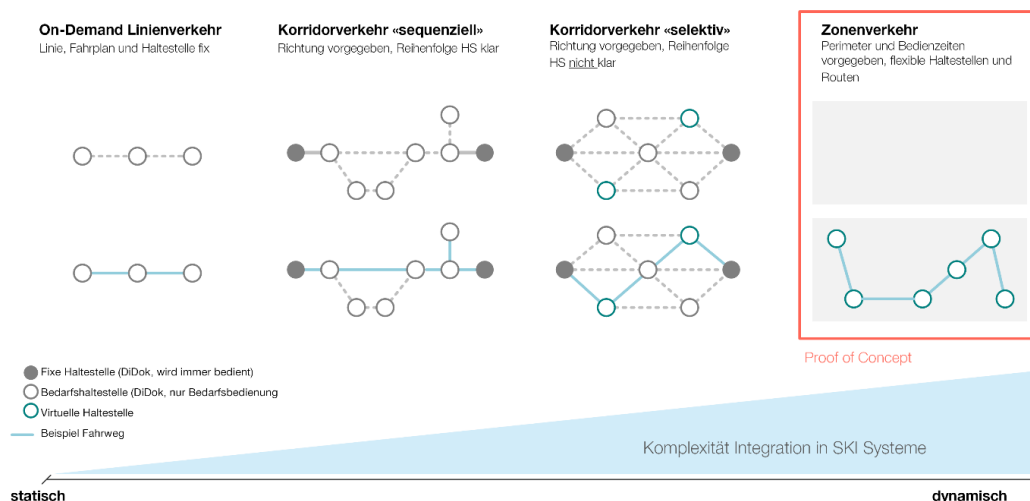 On-Demand Linienverkehr
Linie, Fahrplan und Haltestelle fix
Korridorverkehr «sequenziell»
Richtung vorgegeben, Reihenfolge HS klar
Korridorverkehr «selektiv»
Richtung vorgegeben, Reihenfolge
HS nicht klar
Zonenverkehr
Perimeter und Bedienzeiten
vorgegeben, flexible Haltestellen und
Routen
Proof of Concept
Fixe Haltestelle (DiDok, wird immer bedient)
Bedarfshaltestelle (DiDok, nur Bedarfsbedienung
Virtuelle Haltestelle
Beispiel Fahrweg
Komplexität Integration in SKI Systeme
statisch
dynamisch